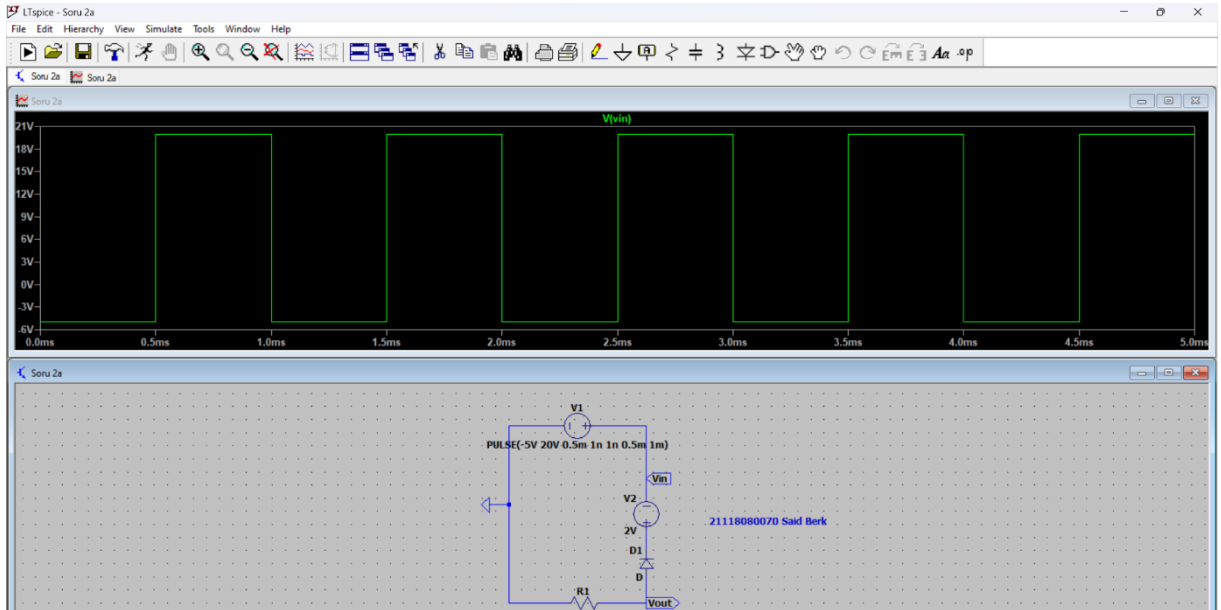 LTspice - Soru 2a
File Edit Hierarchy View Simulate Tools Window Help
Aa .op
Soru 2a Soru 2a
Soru 2a
V(vin)
21V
18V
15V
12V
9V
6V
3V
0V
-3V
-6V
0.0ms 0.5ms 1.0ms 1.5ms 2.0ms 2.5ms 3.0ms 3.5ms 4.0ms 4.5ms 5.0ms
Soru 2a
V1
PULSE(-5V 20V 0.5m 1n 1n 0.5m 1m)
Vin
V2
21118080070 Said Berk
2V
D1
D
R1
Vout